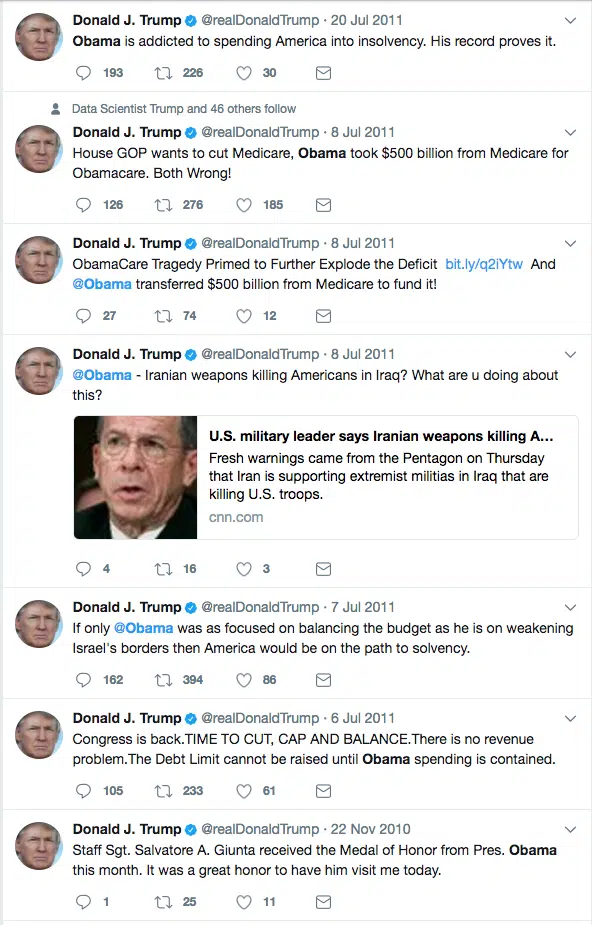 Donald J. Trump @realDonaldTrump · 20 Jul 2011
Obama is addicted to spending America into insolvency. His record proves it.
193 226 30
Data Scientist Trump and 46 others follow
Donald J. Trump @realDonaldTrump · 8 Jul 2011
House GOP wants to cut Medicare, Obama took $500 billion from Medicare for
Obamacare. Both Wrong!
126 276 185
Donald J. Trump @realDonaldTrump · 8 Jul 2011
ObamaCare Tragedy Primed to Further Explode the Deficit bit.ly/q2iYtw And
@Obama transferred $500 billion from Medicare to fund it!
27 74 12
Donald J. Trump @realDonaldTrump · 8 Jul 2011
@Obama - Iranian weapons killing Americans in Iraq? What are u doing about
this?
U.S. military leader says Iranian weapons killing A...
Fresh warnings came from the Pentagon on Thursday
that Iran is supporting extremist militias in Iraq that are
killing U.S. troops.
cnn.com
4 16 3
Donald J. Trump @realDonaldTrump · 7 Jul 2011
If only @Obama was as focused on balancing the budget as he is on weakening
Israel's borders then America would be on the path to solvency.
162 394 86
Donald J. Trump @realDonaldTrump · 6 Jul 2011
Congress is back.TIME TO CUT, CAP AND BALANCE.There is no revenue
problem.The Debt Limit cannot be raised until Obama spending is contained.
105 233 61
Donald J. Trump @realDonaldTrump · 22 Nov 2010
Staff Sgt. Salvatore A. Giunta received the Medal of Honor from Pres. Obama
this month. It was a great honor to have him visit me today.
1 25 11